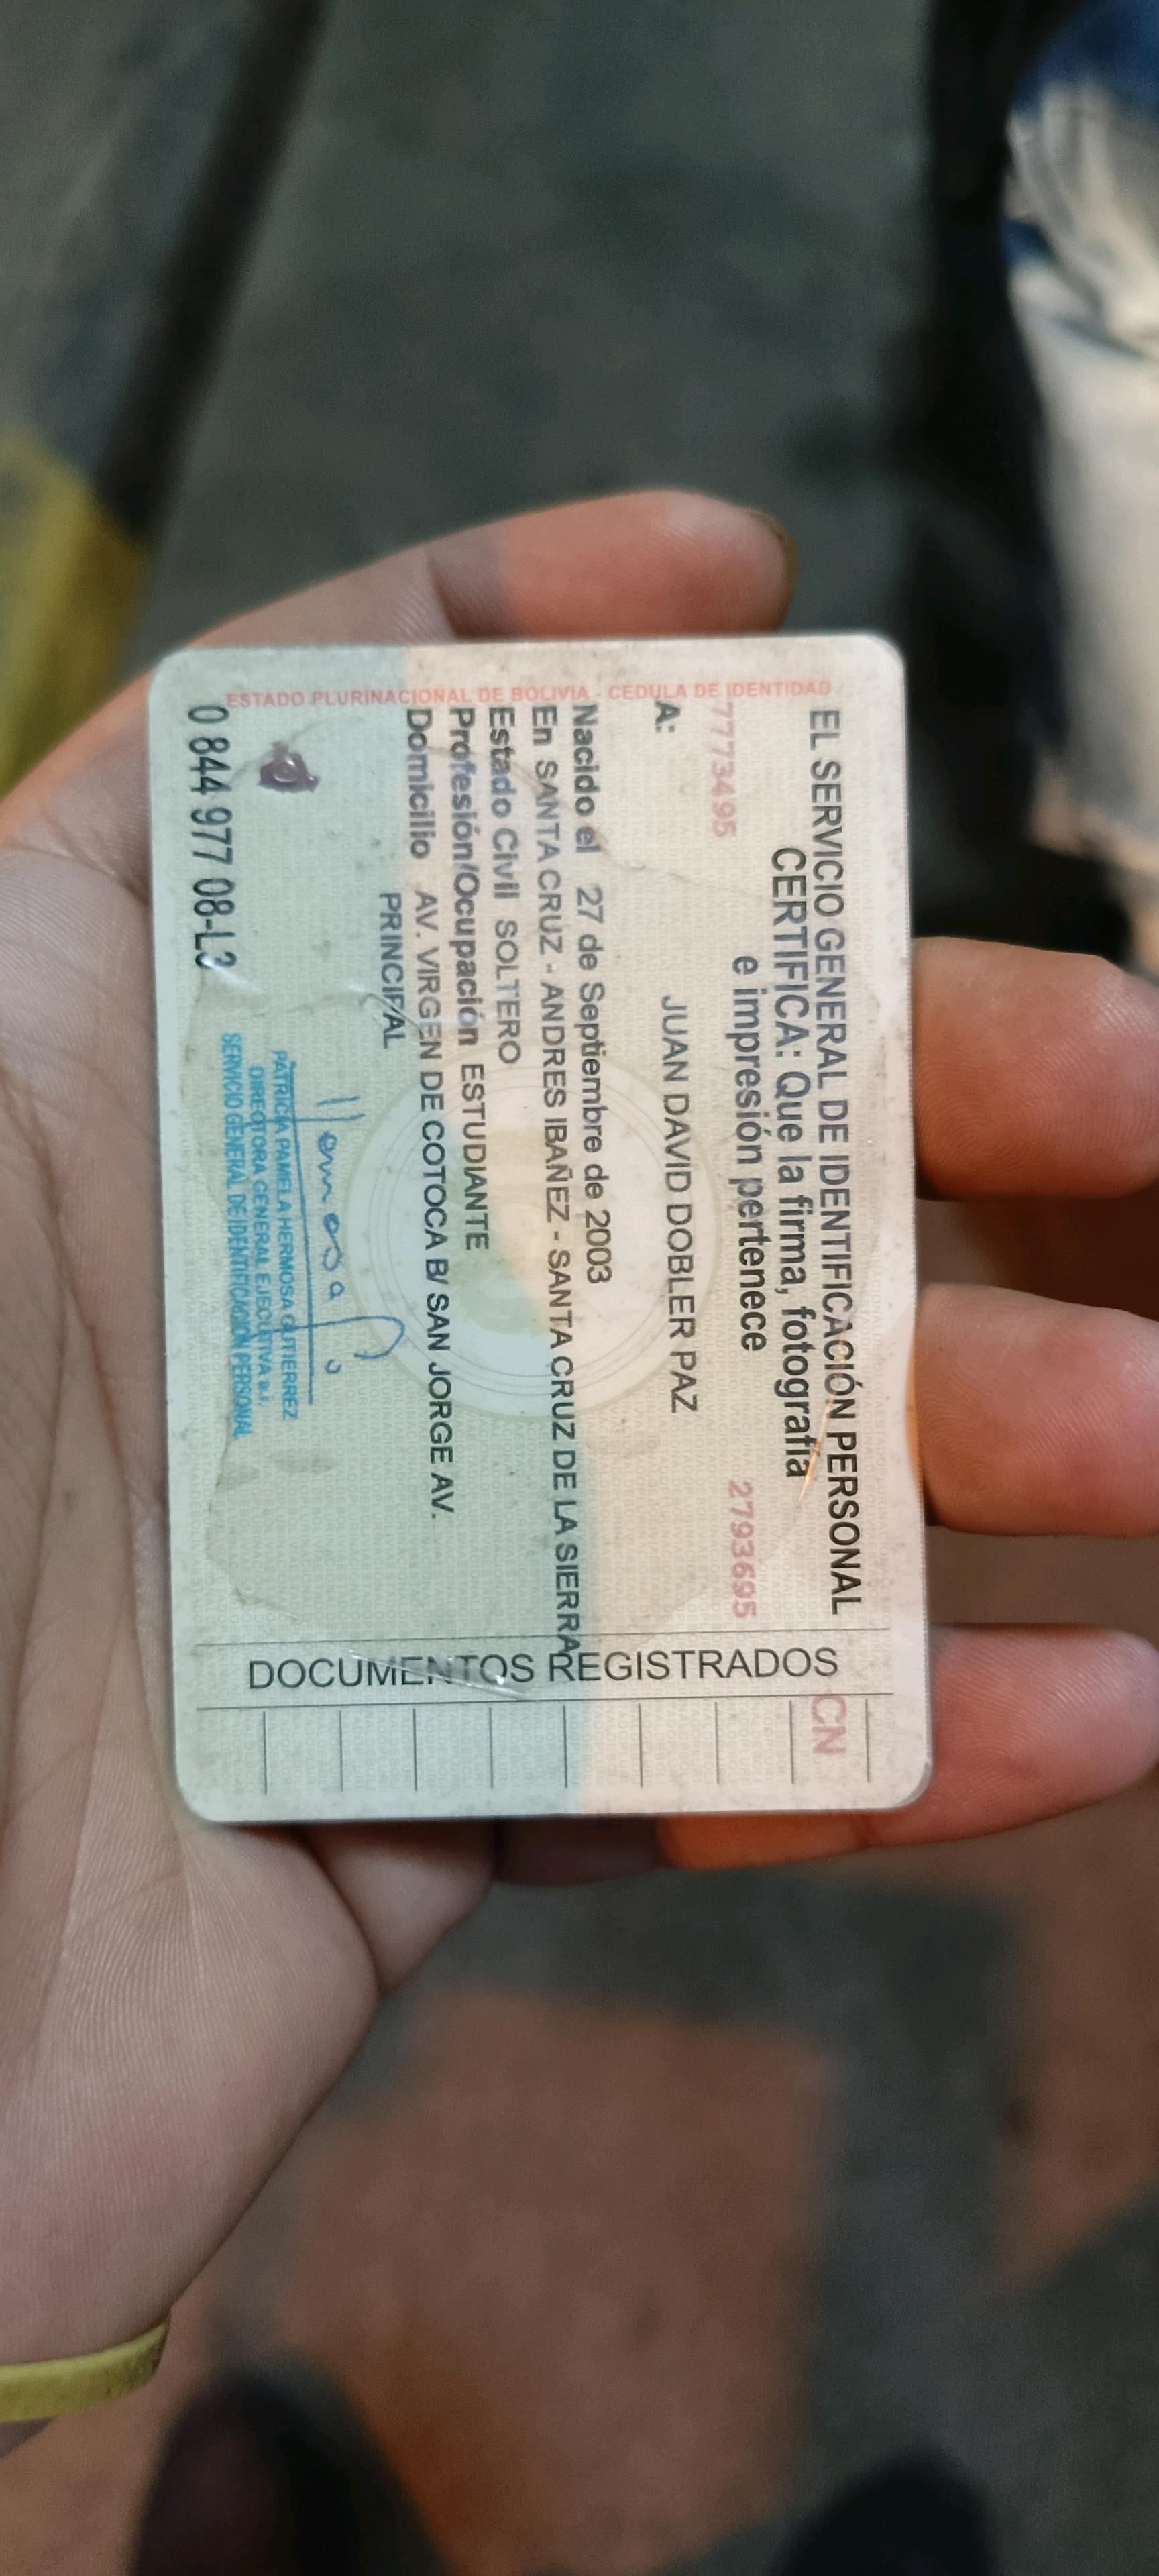 ESTADO PLURINACIONAL DE BOLIVIA - CEDULA DE IDENTIDAD
EL SERVICIO GENERAL DE IDENTIFICACIÓN PERSONAL
CERTIFICA: Que la firma, fotografía
e impresión pertenece
7773495
2793695
A:
JUAN DAVID DOBLER PAZ
Nacido el 27 de Septiembre de 2003
En SANTA CRUZ - ANDRES IBAÑEZ - SANTA CRUZ DE LA SIERRA
Estado Civil SOLTERO
Profesión/Ocupación ESTUDIANTE
Domicilio AV. VIRGEN DE COTOCA B/ SAN JORGE AV.
PRINCIPAL
PATRICIA PAMELA HERMOSA GUTIERREZ
DIRECTORA GENERAL EJECUTIVA a.i.
SERVICIO GENERAL DE IDENTIFICACIÓN PERSONAL
0 844 977 08-L3
DOCUMENTOS REGISTRADOS
CN